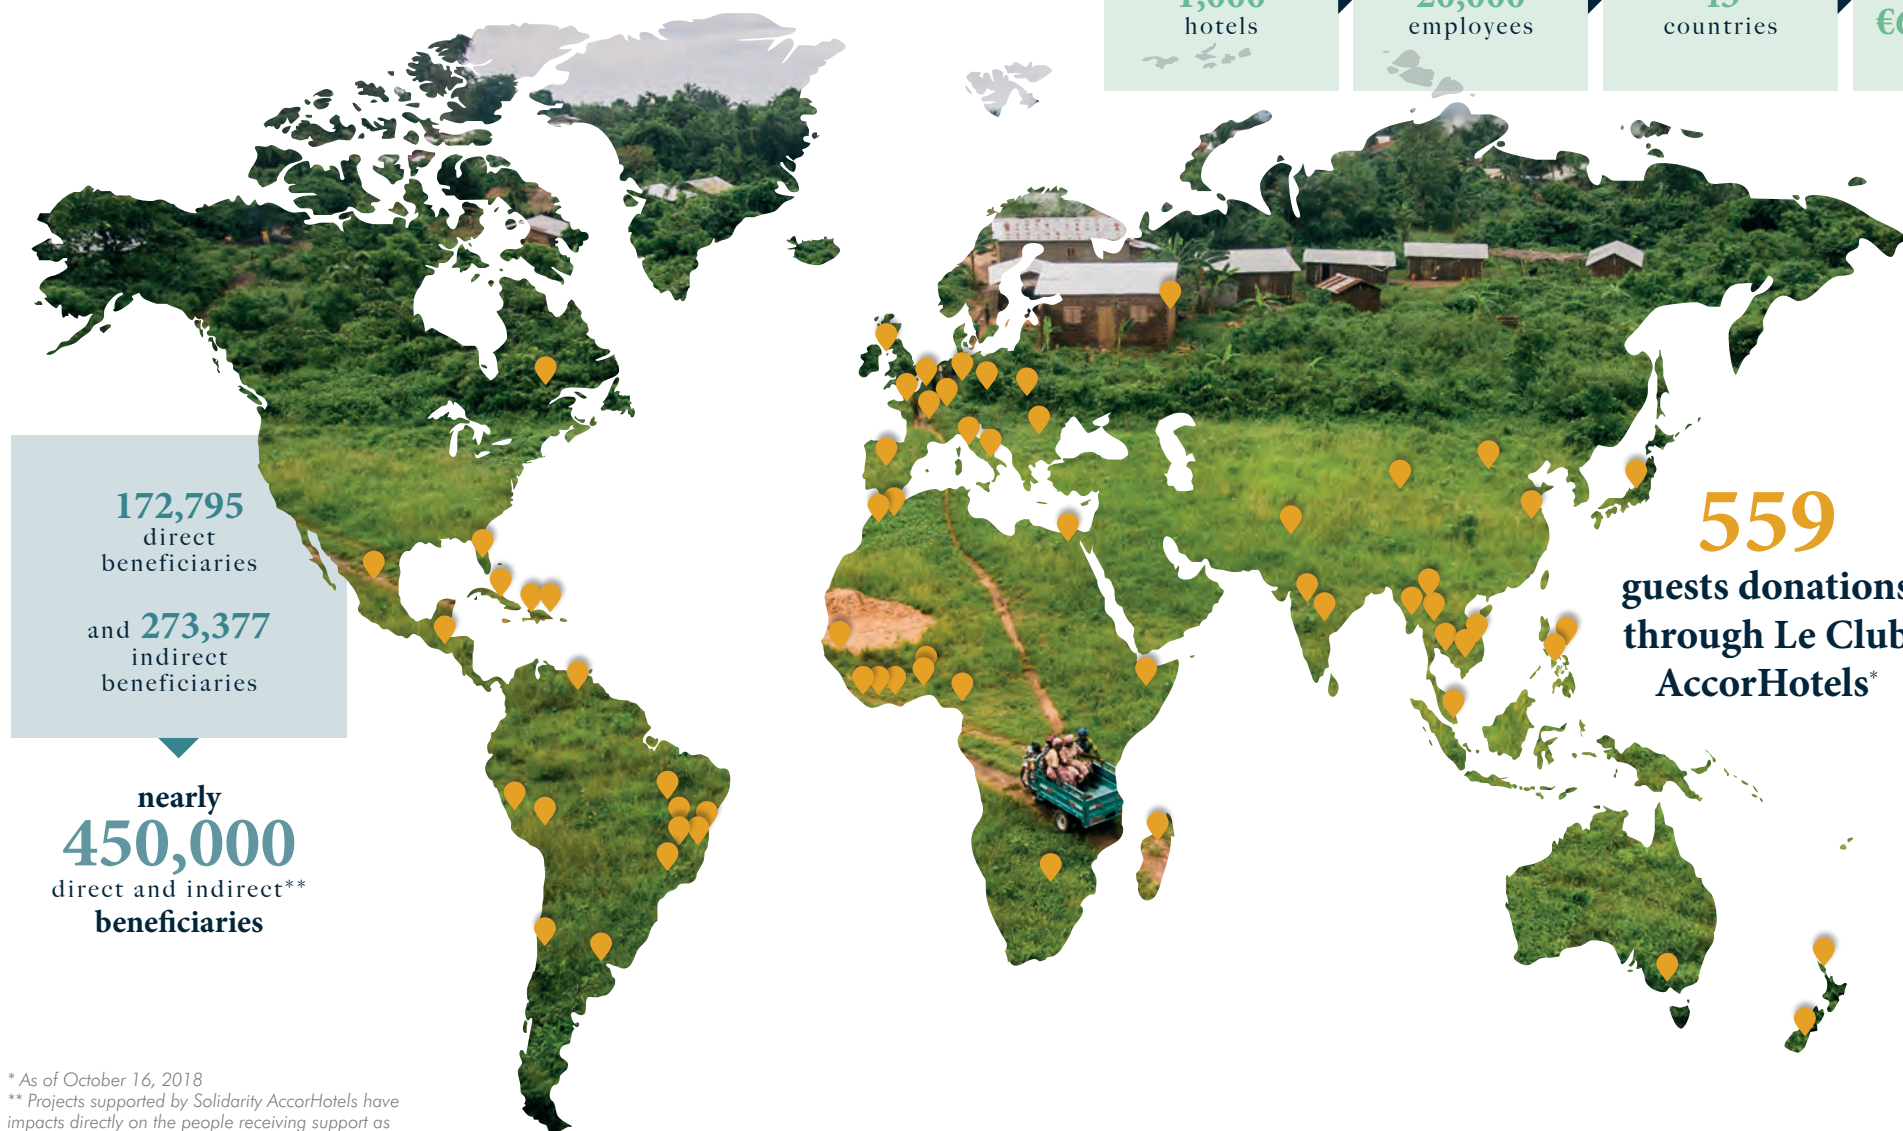 hotels
employees
countries
172,795
direct
beneficiaries
and 273,377
indirect
beneficiaries
nearly
450,000
direct and indirect**
beneficiaries
559
guests donations
through Le Club
AccorHotels*
* As of October 16, 2018
** Projects supported by Solidarity AccorHotels have
impacts directly on the people receiving support as